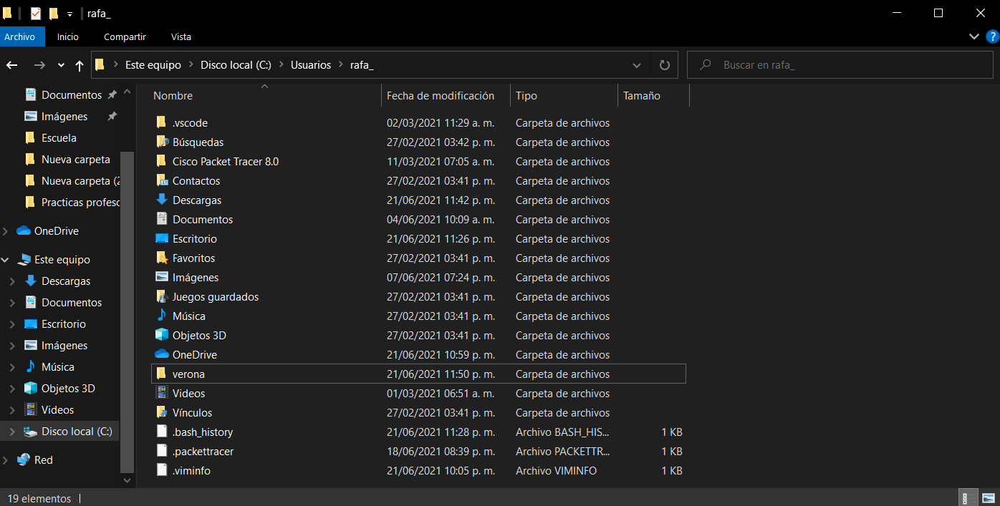 rafa_
Archivo Inicio Compartir Vista
Este equipo Disco local (C:) Usuarios rafa_ Buscar en rafa_
Documentos
Imágenes
Escuela
Nueva carpeta
Nueva carpeta (2
Practicas profesc
OneDrive
Este equipo
Descargas
Documentos
Escritorio
Imágenes
Música
Objetos 3D
Videos
Disco local (C:)
Red
Nombre Fecha de modificación Tipo Tamaño
.vscode 02/03/2021 11:29 a. m. Carpeta de archivos
Búsquedas 27/02/2021 03:42 p. m. Carpeta de archivos
Cisco Packet Tracer 8.0 11/03/2021 07:05 a. m. Carpeta de archivos
Contactos 27/02/2021 03:41 p. m. Carpeta de archivos
Descargas 21/06/2021 11:42 p. m. Carpeta de archivos
Documentos 04/06/2021 10:09 a. m. Carpeta de archivos
Escritorio 21/06/2021 11:26 p. m. Carpeta de archivos
Favoritos 27/02/2021 03:41 p. m. Carpeta de archivos
Imágenes 07/06/2021 07:24 p. m. Carpeta de archivos
Juegos guardados 27/02/2021 03:41 p. m. Carpeta de archivos
Música 27/02/2021 03:41 p. m. Carpeta de archivos
Objetos 3D 27/02/2021 03:41 p. m. Carpeta de archivos
OneDrive 21/06/2021 10:59 p. m. Carpeta de archivos
verona 21/06/2021 11:50 p. m. Carpeta de archivos
Videos 01/03/2021 06:51 a. m. Carpeta de archivos
Vínculos 27/02/2021 03:41 p. m. Carpeta de archivos
.bash_history 21/06/2021 11:28 p. m. Archivo BASH_HIS... 1 KB
.packettracer 18/06/2021 08:39 p. m. Archivo PACKETTR... 1 KB
.viminfo 21/06/2021 10:05 p. m. Archivo VIMINFO 1 KB
19 elementos